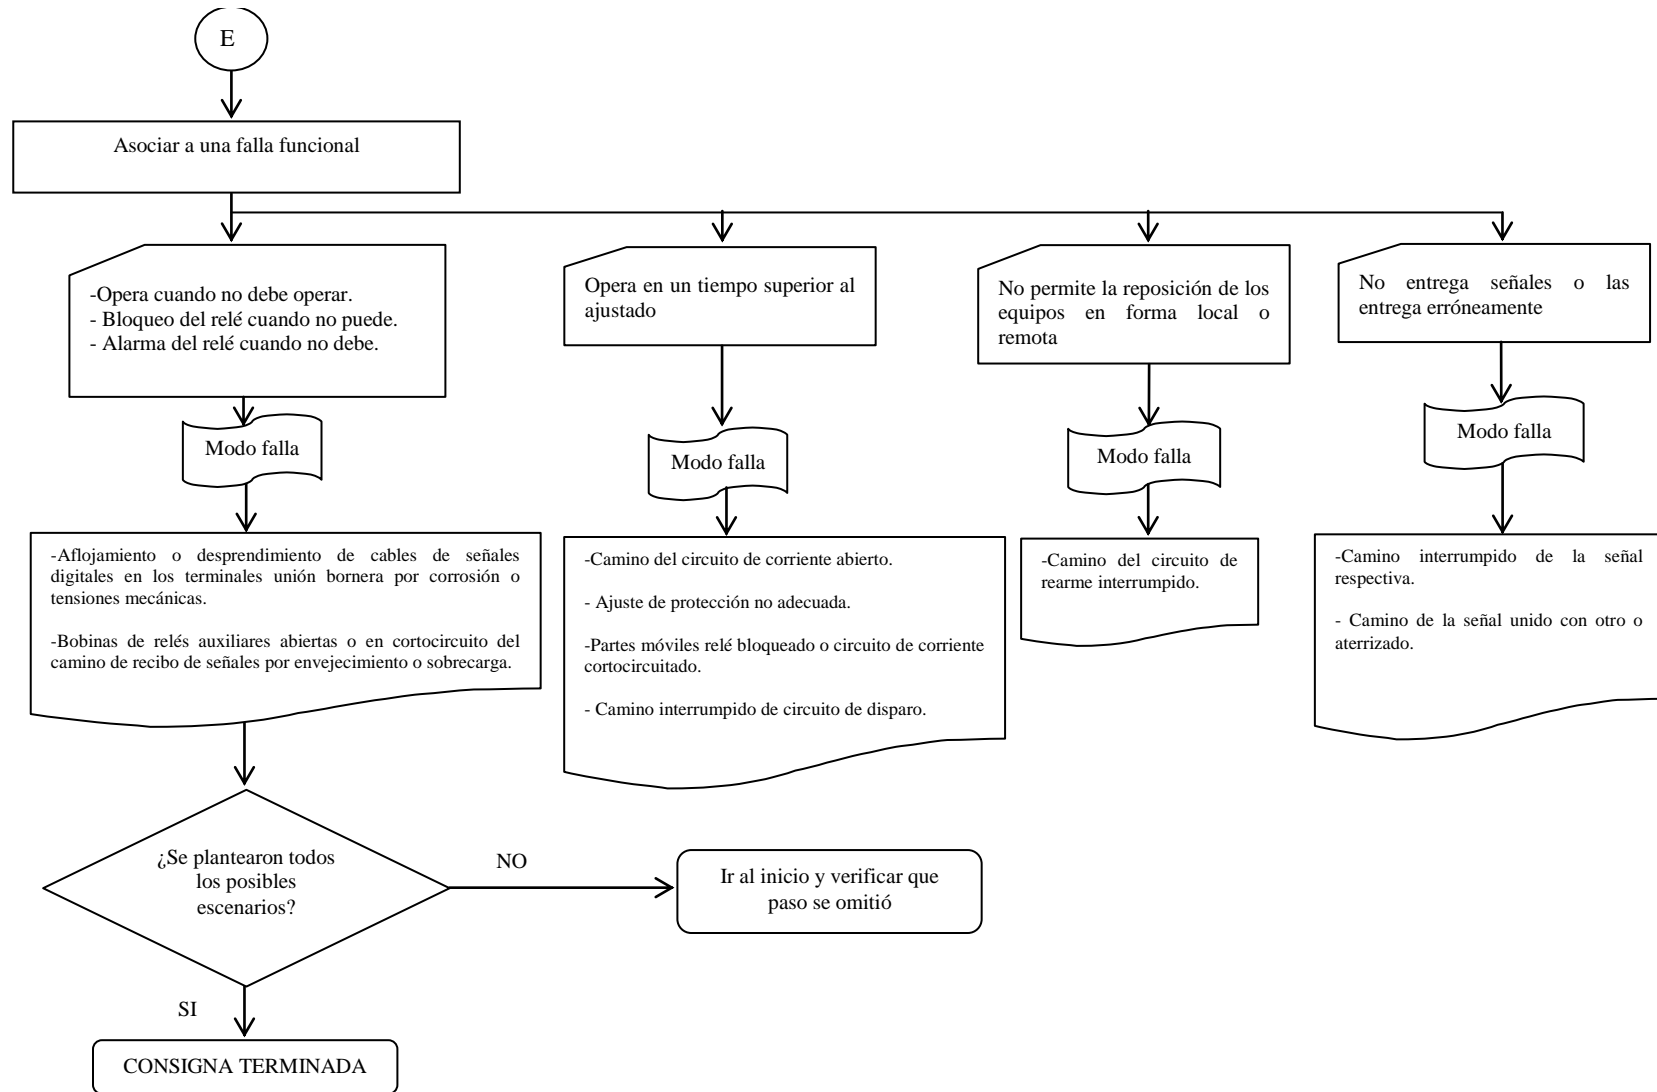 E
Asociar a una falla funcional
-Opera cuando no debe operar.
- Bloqueo del relé cuando no puede.
- Alarma del relé cuando no debe.
Opera en un tiempo superior al
ajustado
No permite la reposición de los
equipos en forma local o
remota
No entrega señales o las
entrega erróneamente
Modo falla
Modo falla
Modo falla
Modo falla
-Aflojamiento o desprendimiento de cables de señales
digitales en los terminales unión bornera por corrosión o
tensiones mecánicas.
-Bobinas de relés auxiliares abiertas o en cortocircuito del
camino de recibo de señales por envejecimiento o sobrecarga.
-Camino del circuito de corriente abierto.
- Ajuste de protección no adecuada.
-Partes móviles relé bloqueado o circuito de corriente
cortocircuitado.
- Camino interrumpido de circuito de disparo.
-Camino del circuito de
rearme interrumpido.
-Camino interrumpido de la señal
respectiva.
- Camino de la señal unido con otro o
aterrizado.
¿Se plantearon todos
los posibles
escenarios?
NO
Ir al inicio y verificar que
paso se omitió
SI
CONSIGNA TERMINADA